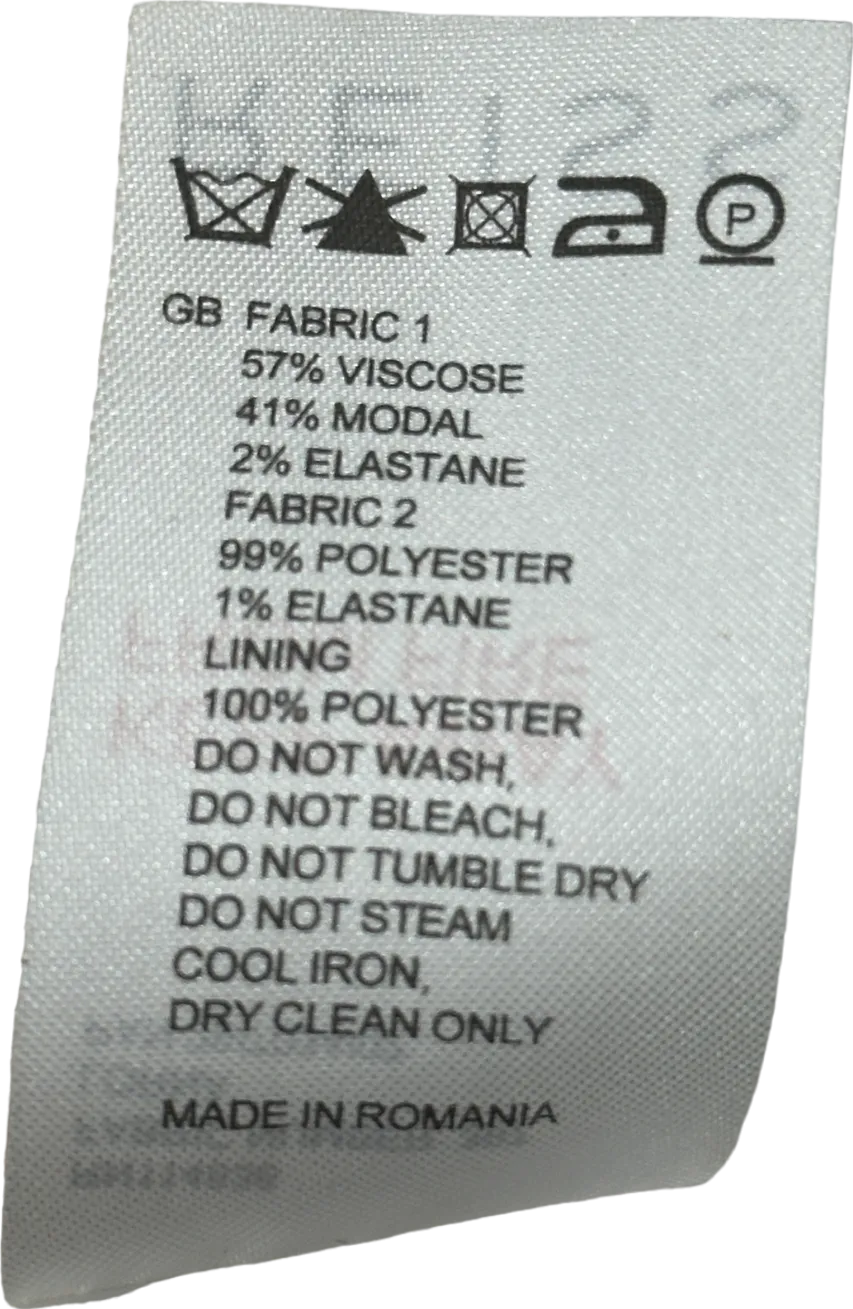 P
GB FABRIC 1
57% VISCOSE
41% MODAL
2% ELASTANE
FABRIC 2
99% POLYESTER
1% ELASTANE
LINING
100% POLYESTER
DO NOT WASH,
DO NOT BLEACH,
DO NOT TUMBLE DRY
DO NOT STEAM
COOL IRON,
DRY CLEAN ONLY
MADE IN ROMANIA